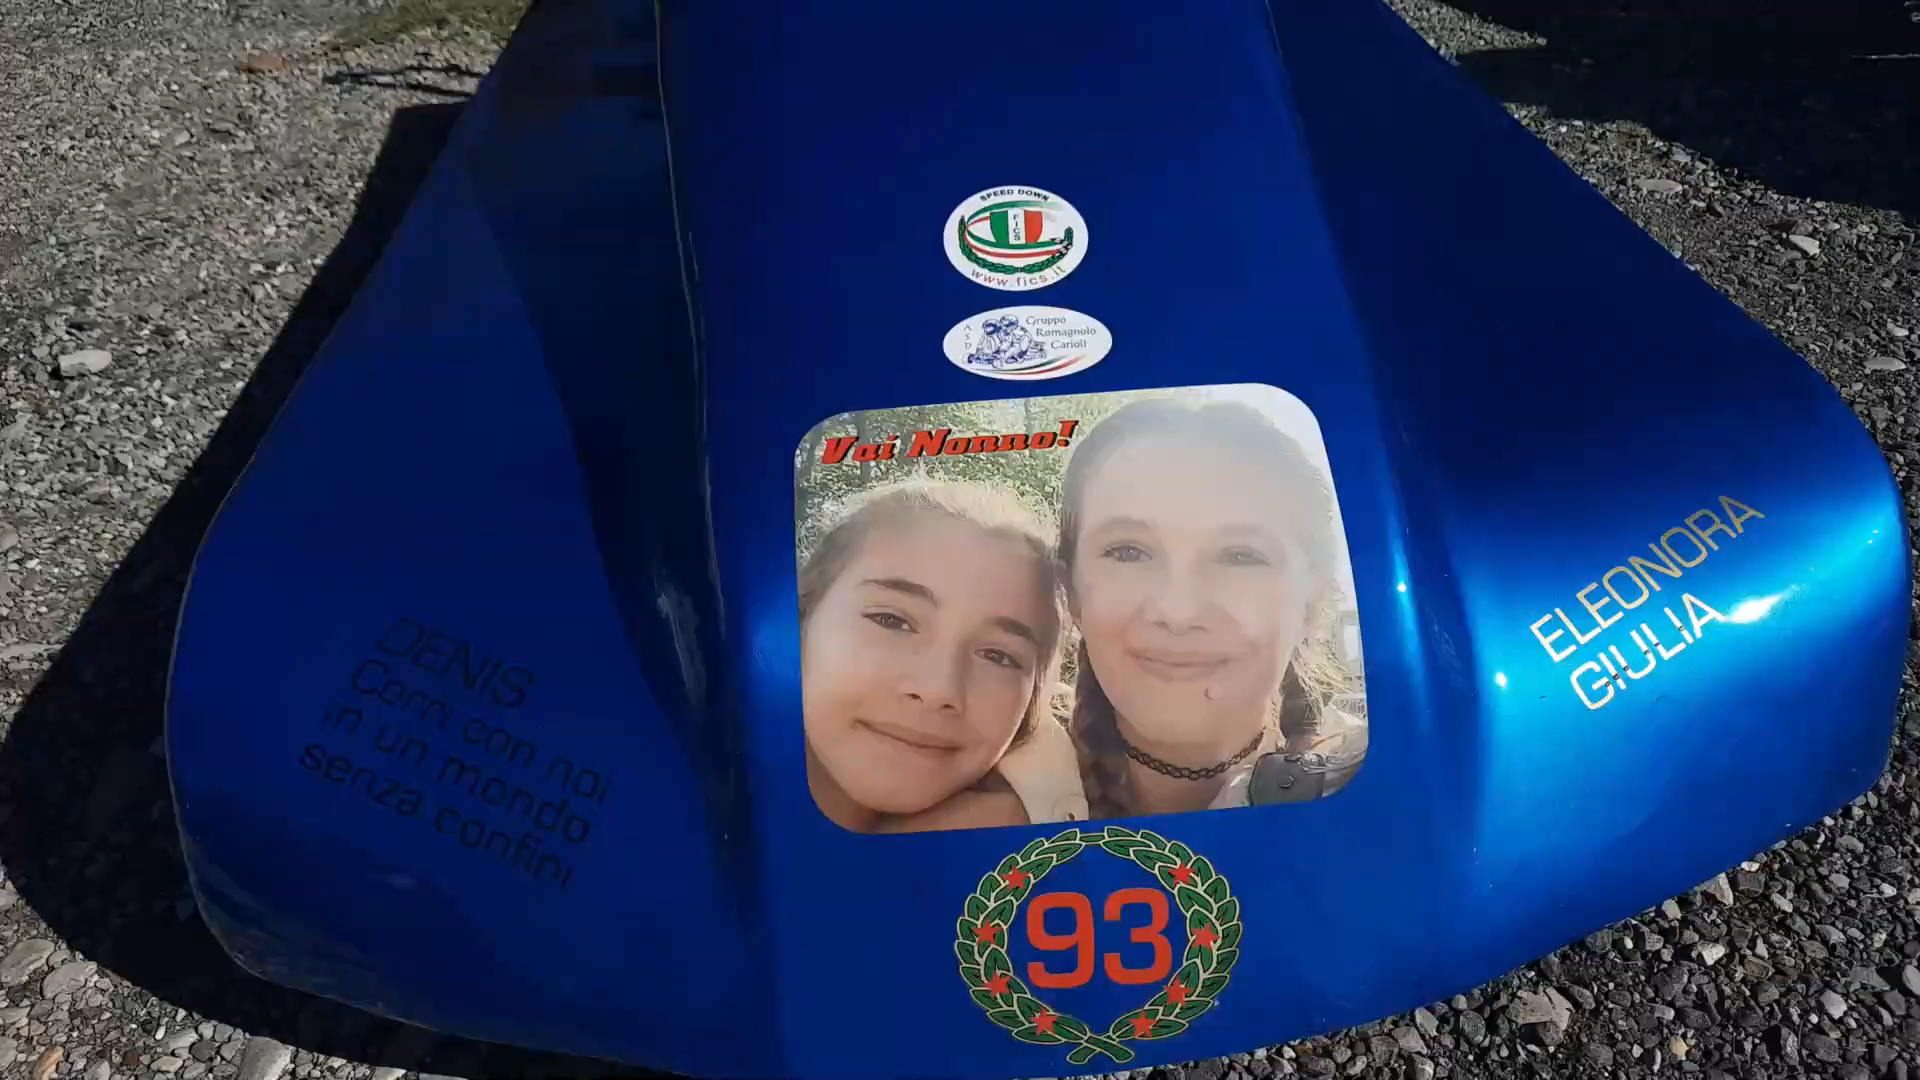 SPEED DOWN
FICS
www.fics.it
ASD
Gruppo
Romagnolo
Carioli
Vai Nonno!
DENIS
Corri con noi
in un mondo
senza confini
ELEONORA
GIULIA
93